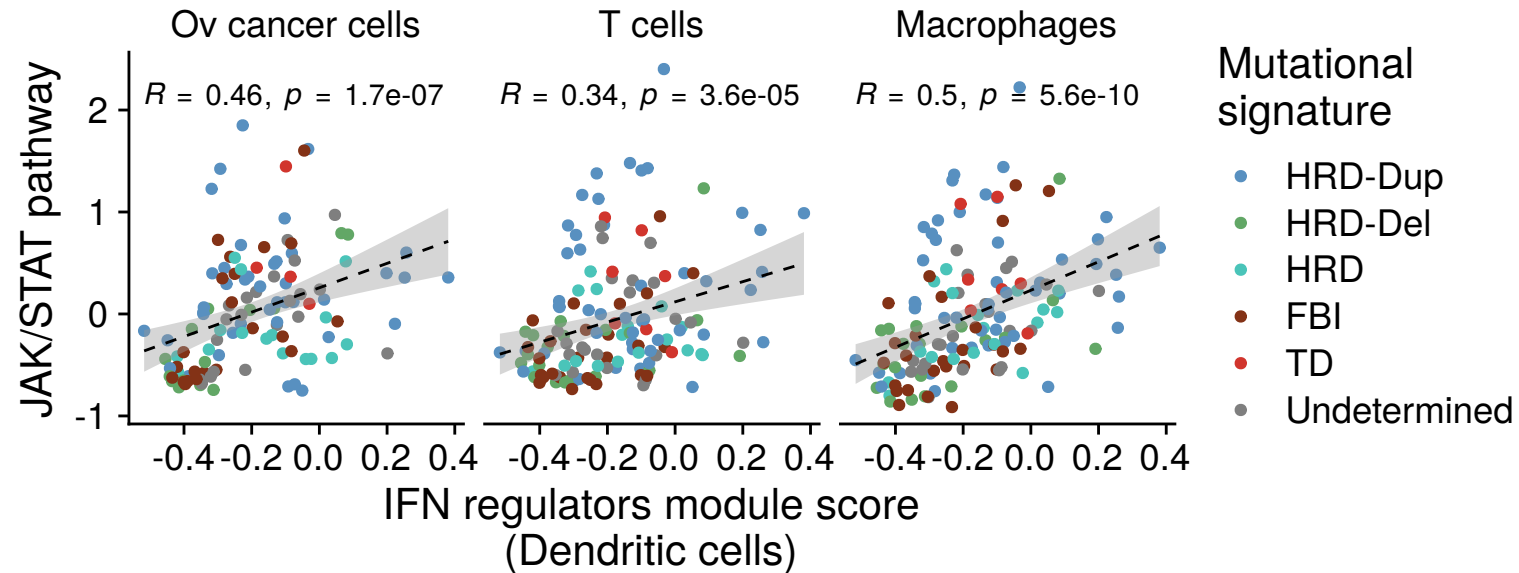 Ov cancer cells
T cells
Macrophages
JAK/STAT pathway
2
1
0
-1
R = 0.46, p = 1.7e-07
R = 0.34, p = 3.6e-05
R = 0.5, p = 5.6e-10
-0.4 -0.2 0.0 0.2 0.4
-0.4 -0.2 0.0 0.2 0.4
-0.4 -0.2 0.0 0.2 0.4
IFN regulators module score
(Dendritic cells)
Mutational
signature
HRD-Dup
HRD-Del
HRD
FBI
TD
Undetermined